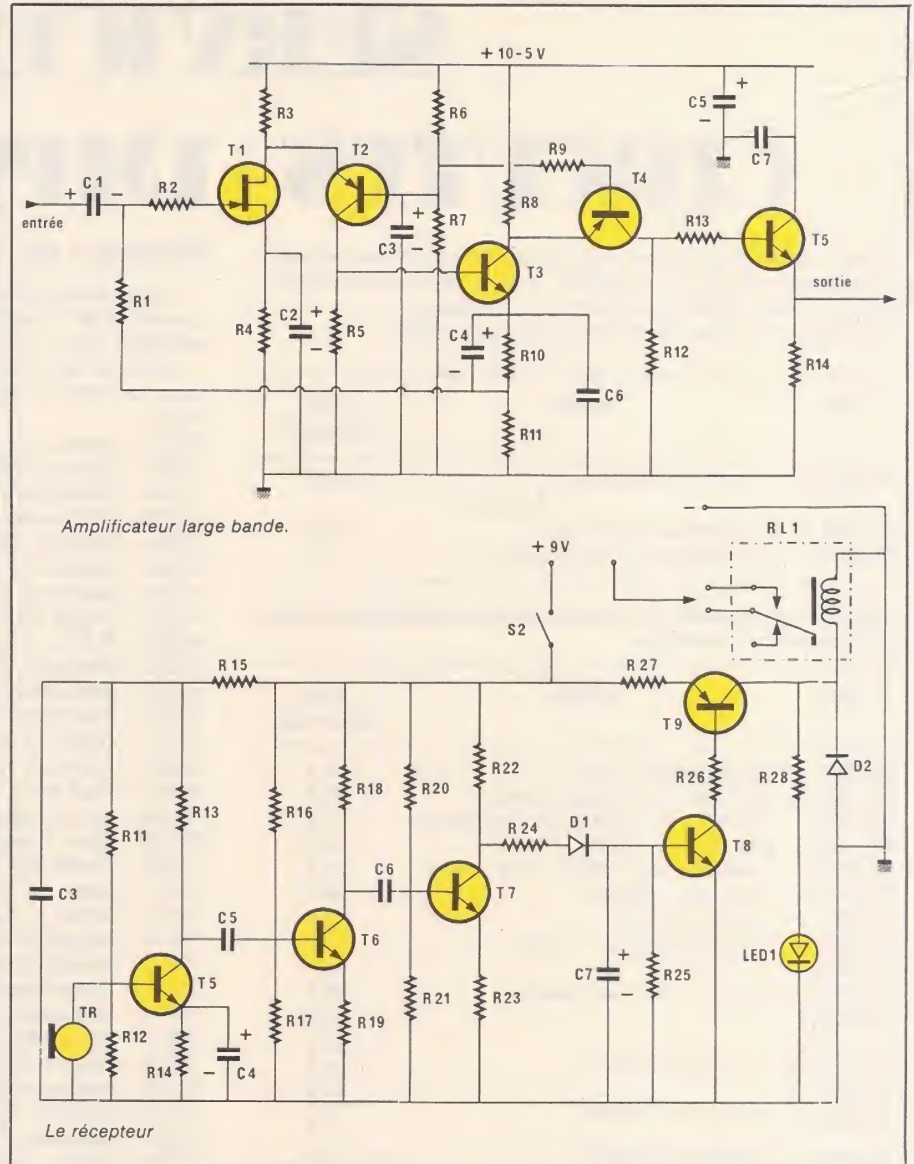 + 10-5 V
R3
R6
C5
+
-
C7
T1
T2
R9
T4
+
C1
-
R2
entrée
R8
R13
T5
C3
+
-
R7
T3
sortie
R1
R4
C2
+
-
R5
C4
+
-
R10
R12
R14
C6
R11
Amplificateur large bande.
-
RL1
+ 9V
S2
R15
R27
T9
R18
R22
R16
R20
R26
R28
D2
R11
R13
R24
D1
T8
C3
C6
T7
C5
T6
LED1
T5
C7
+
-
R25
TR
R21
R23
R12
R17
R19
+
R14
-
C4
Le récepteur